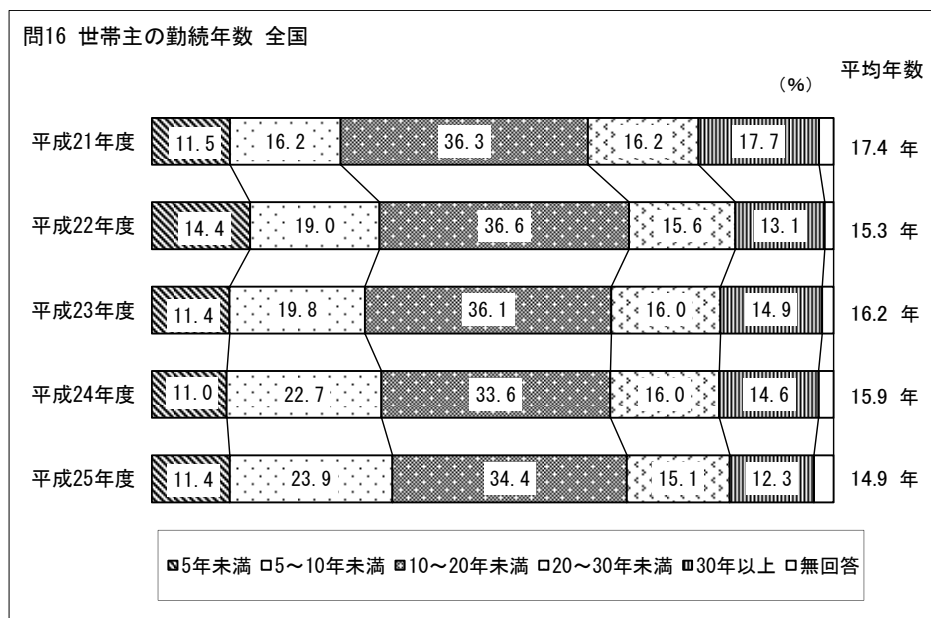 問16 世帯主の勤続年数 全国
平均年数
（%）
平成21年度 11.5 16.2 36.3 16.2 17.7 17.4 年
平成22年度 14.4 19.0 36.6 15.6 13.1 15.3 年
平成23年度 11.4 19.8 36.1 16.0 14.9 16.2 年
平成24年度 11.0 22.7 33.6 16.0 14.6 15.9 年
平成25年度 11.4 23.9 34.4 15.1 12.3 14.9 年
5年未満 5～10年未満 10～20年未満 20～30年未満 30年以上 無回答